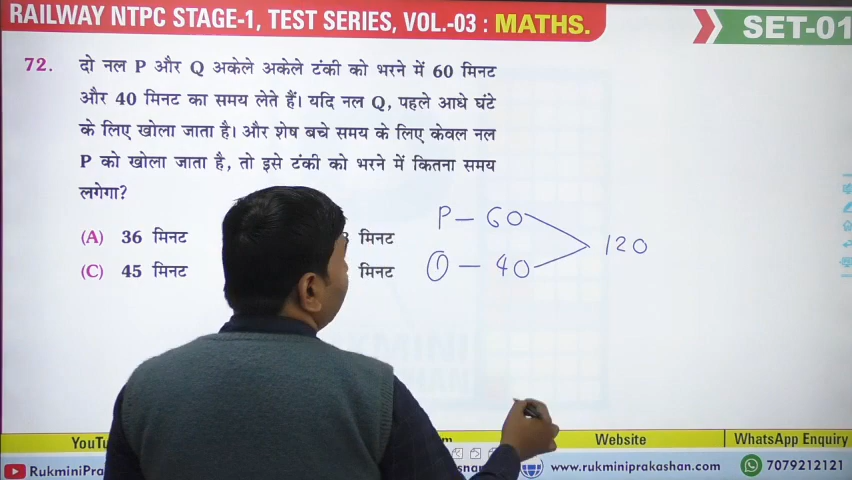 RAILWAY NTPC STAGE-1, TEST SERIES, VOL.-03 : MATHS.
SET-01
72. दो नल P और Q अकेले अकेले टंकी को भरने में 60 मिनट
और 40 मिनट का समय लेते हैं। यदि नल Q, पहले आधे घंटे
के लिए खोला जाता है। और शेष बचे समय के लिए केवल नल
P को खोला जाता है, तो इसे टंकी को भरने में कितना समय
लगेगा?
(A) 36 मिनट
मिनट
(C) 45 मिनट
मिनट
P — 60
Q — 40
120
Website
WhatsApp Enquiry
www.rukminiprakashan.com
7079212121